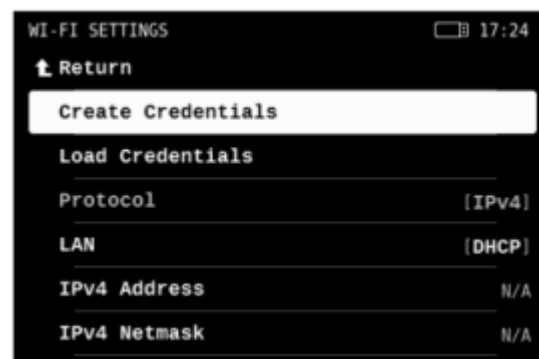 WI-FI SETTINGS 17:24
Return
Create Credentials
Load Credentials
Protocol [IPv4]
LAN [DHCP]
IPv4 Address N/A
IPv4 Netmask N/A